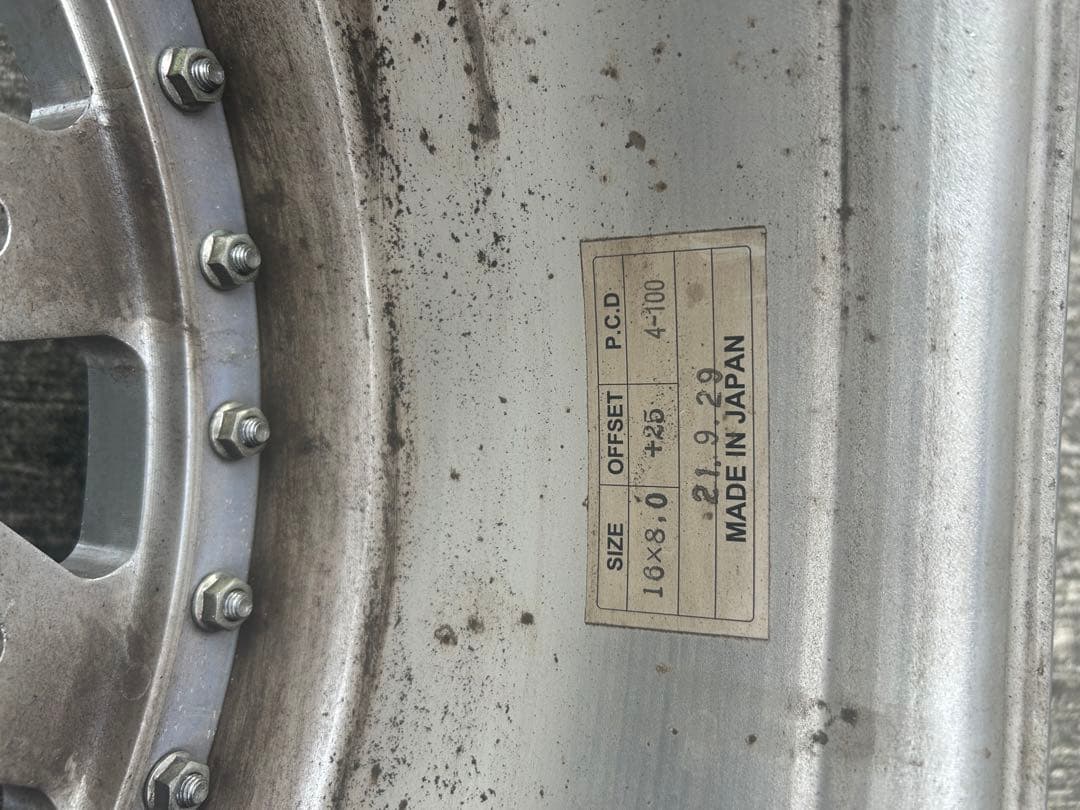 SIZE OFFSET P.C.D
16×8.0 +25 4-100
21.9.29
MADE IN JAPAN